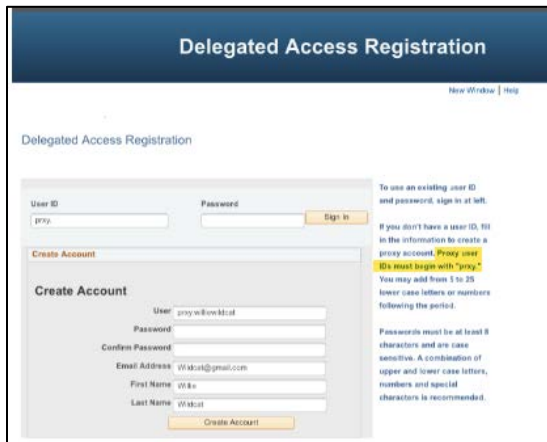 Delegated Access Registration
New Window | Help
Delegated Access Registration
User ID
Password
prxy.
Sign in
Create Account
Create Account
User prxy.williewildcat
Password
Confirm Password
Email Address Wildcat@gmail.com
First Name Willie
Last Name Wildcat
Create Account
To use an existing user ID
and password, sign in at left.
If you don't have a user ID, fill
in the information to create a
proxy account. Proxy user
IDs must begin with "prxy."
You may add from 3 to 25
lower case letters or numbers
following the period.
Passwords must be at least 8
characters and are case
sensitive. A combination of
upper and lower case letters,
numbers and special
characters is recommended.